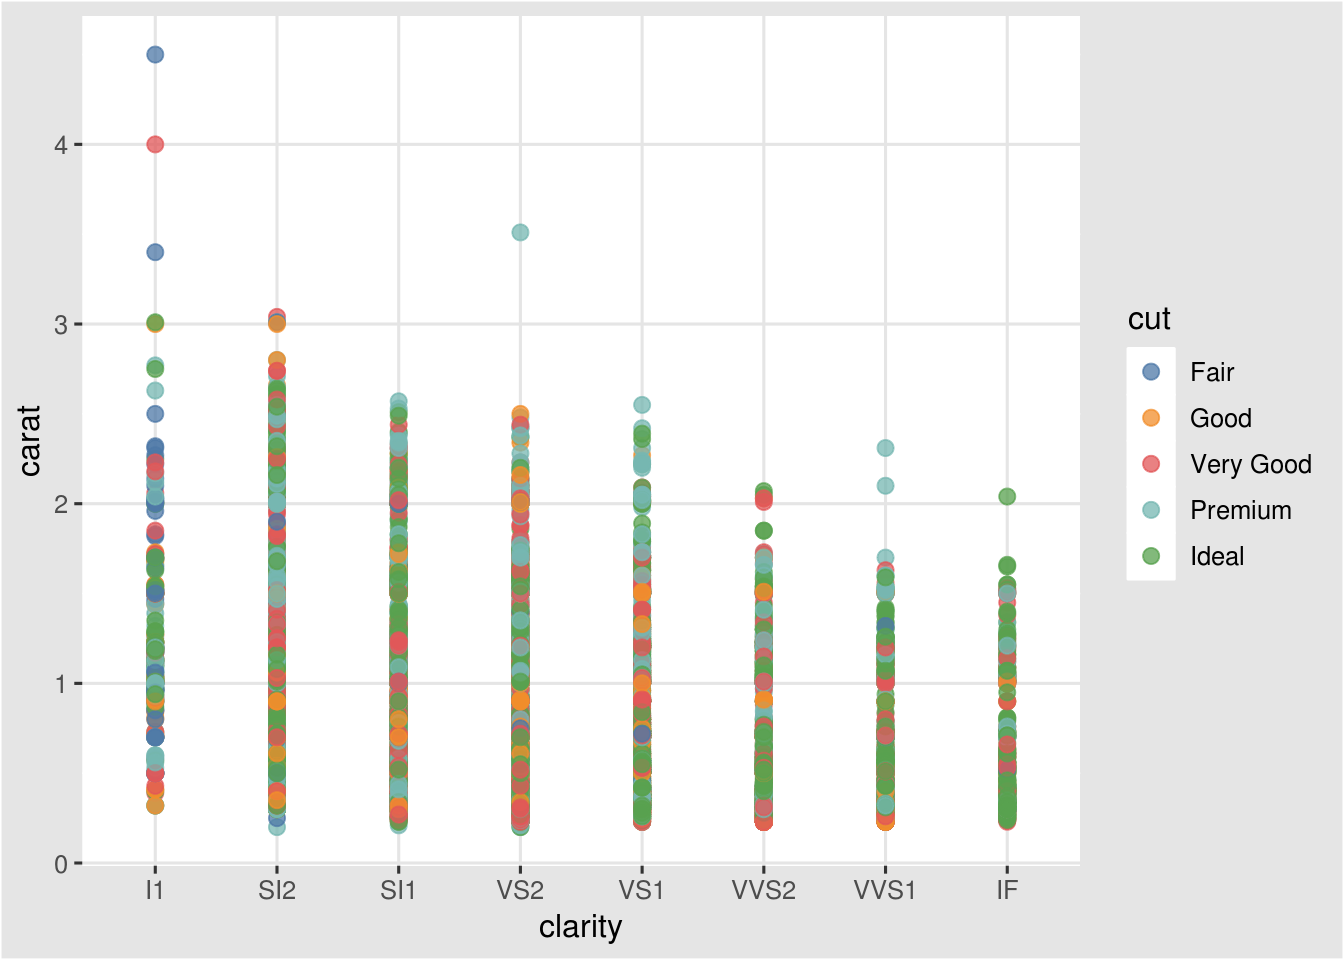 4
3
2
1
0
carat
I1 SI2 SI1 VS2 VS1 VVS2 VVS1 IF
clarity
cut
Fair
Good
Very Good
Premium
Ideal